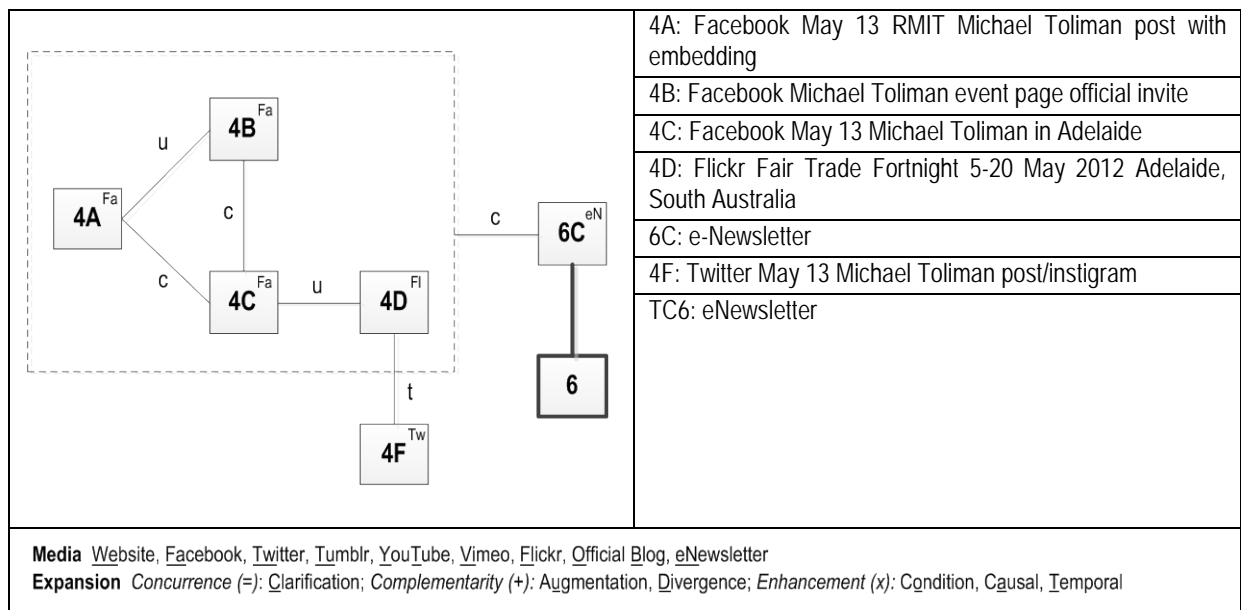 4A: Facebook May 13 RMIT Michael Toliman post with
embedding
4B: Facebook Michael Toliman event page official invite
4C: Facebook May 13 Michael Toliman in Adelaide
4D: Flickr Fair Trade Fortnight 5-20 May 2012 Adelaide,
South Australia
6C: e-Newsletter
4F: Twitter May 13 Michael Toliman post/instigram
TC6: eNewsletter
4B Fa
u
4A Fa
c
c
6C eN
c
4C Fa
u
4D Fl
6
t
4F Tw
Media Website, Facebook, Twitter, Tumblr, YouTube, Vimeo, Flickr, Official Blog, eNewsletter
Expansion Concurrence (=): Clarification; Complementarity (+): Augmentation, Divergence; Enhancement (x): Condition, Causal, Temporal